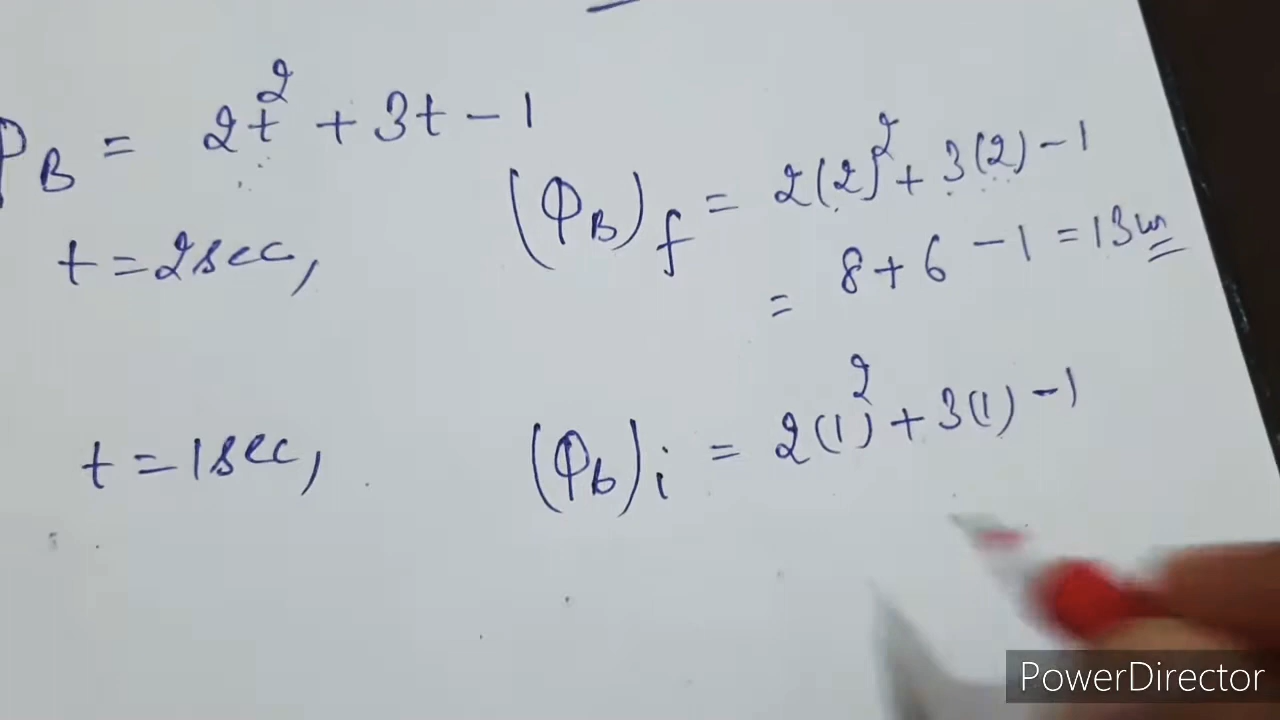 φB = 2t² + 3t - 1
t = 2sec, (φB)f = 2(2)² + 3(2) - 1
= 8 + 6 - 1 = 13 w
t = 1sec, (φb)i = 2(1)² + 3(1) - 1
PowerDirector